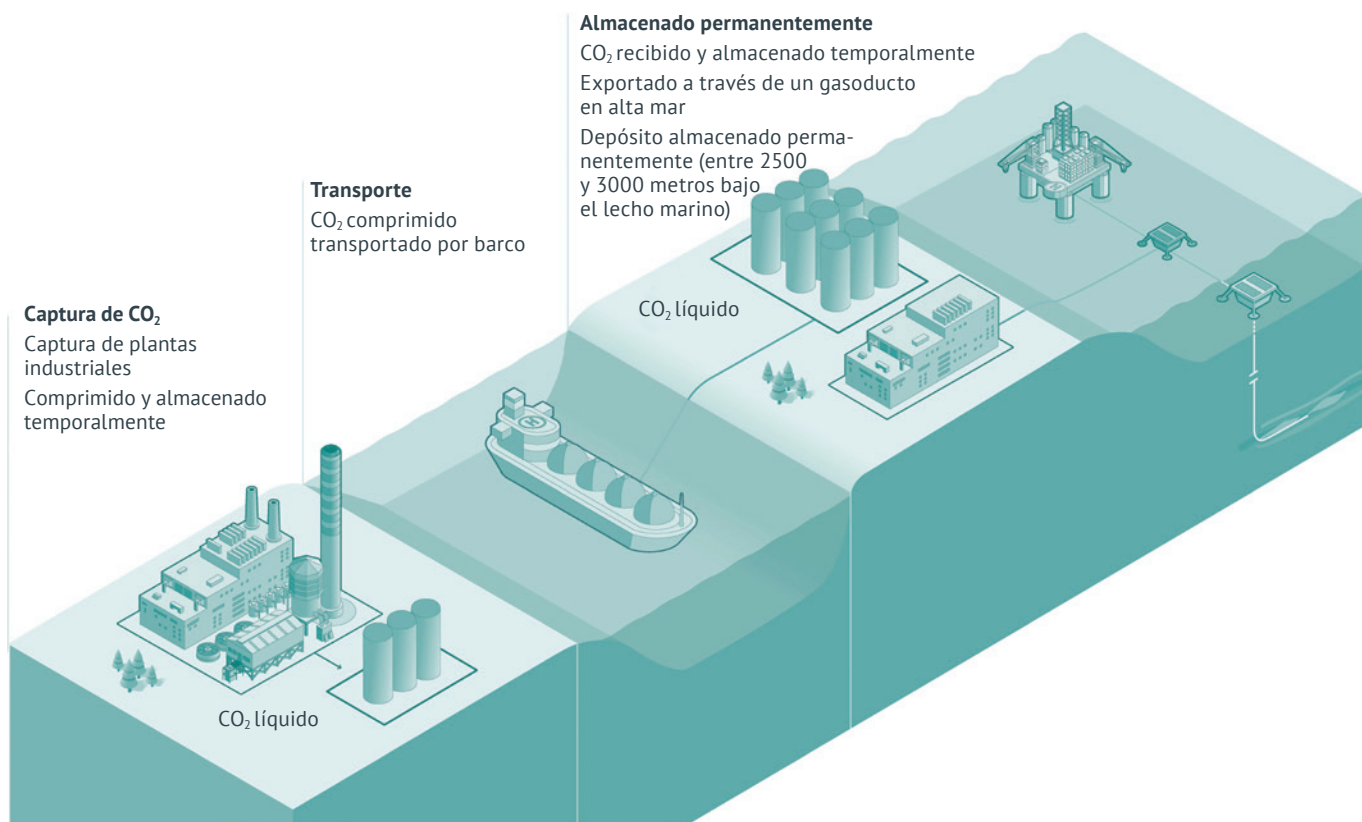 Captura de CO₂
Captura de plantas
industriales
Comprimido y almacenado
temporalmente
Transporte
CO₂ comprimido
transportado por barco
Almacenado permanentemente
CO₂ recibido y almacenado temporalmente
Exportado a través de un gasoducto
en alta mar
Depósito almacenado perma-
nentemente (entre 2500
y 3000 metros bajo
el lecho marino)
CO₂ líquido
CO₂ líquido
H